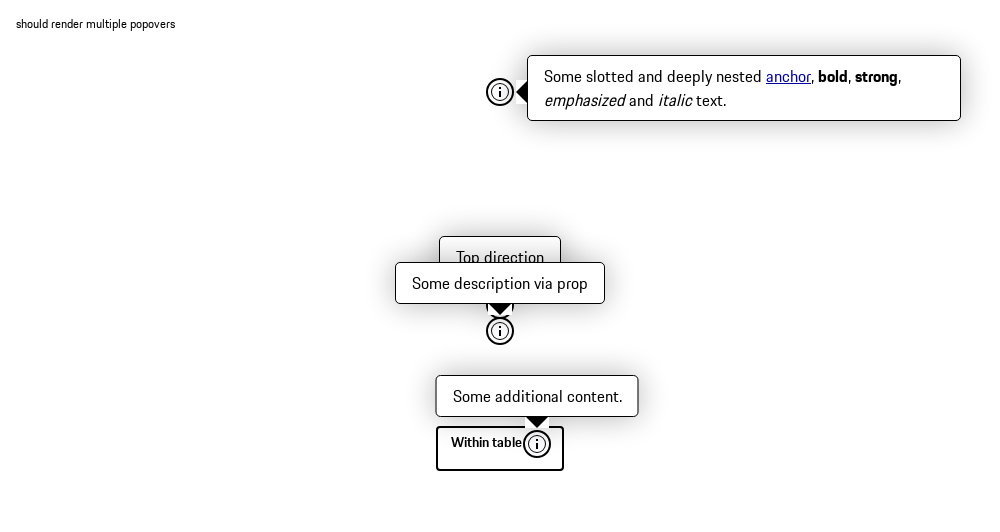 should render multiple popovers
Some slotted and deeply nested anchor, bold, strong,
emphasized and italic text.
Top direction
Some description via prop
Some additional content.
Within table